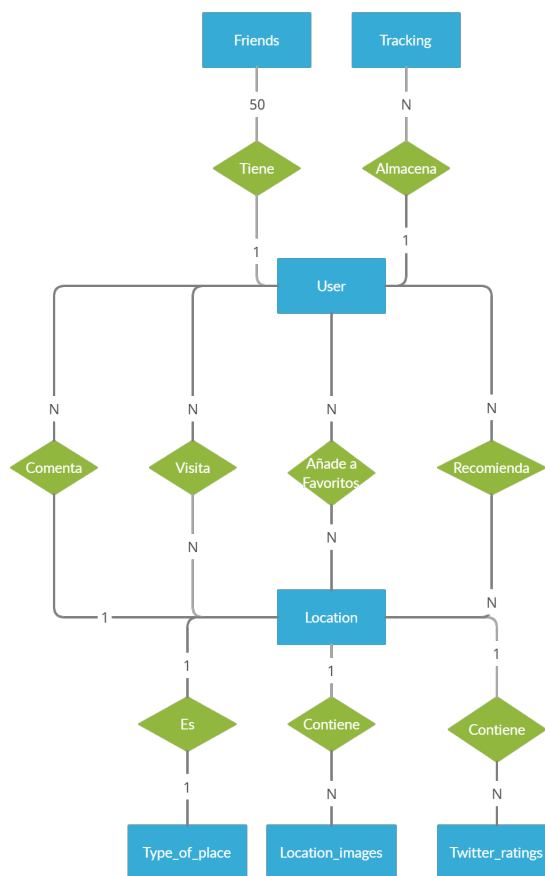 Friends
Tracking
50
N
Tiene
Almacena
1
1
User
N
N
N
N
Comenta
Visita
Añade a
Favoritos
Recomienda
N
N
N
1
Location
1
1
1
Es
Contiene
Contiene
1
N
N
Type_of_place
Location_images
Twitter_ratings